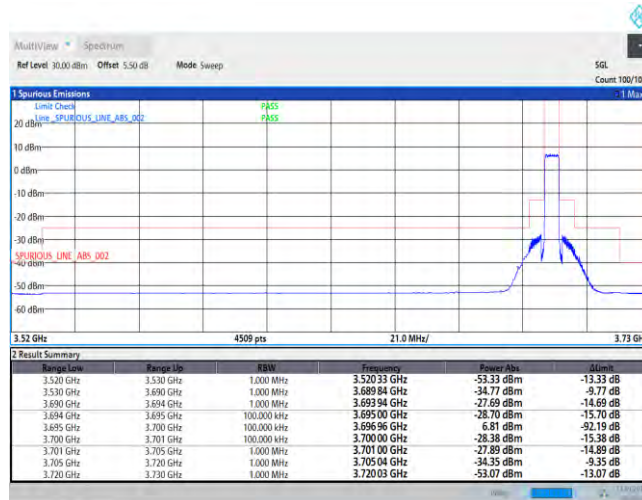 MultiView Spectrum
Ref Level 30.00 dBm Offset 5.50 dB Mode Sweep SGL
Count 100/10
1 Spurious Emissions 1 Max
Limit Check PASS
Line _SPURIOUS_LINE_ABS_002 PASS
20 dBm
10 dBm
0 dBm
-10 dBm
-20 dBm
-30 dBm
SPURIOUS_LINE_ABS_002
-40 dBm
-50 dBm
-60 dBm
3.52 GHz 4509 pts 21.0 MHz/ 3.73 GH
2 Result Summary
Range Low Range Up RBW Frequency Power Abs ΔLimit
3.520 GHz 3.530 GHz 1.000 MHz 3.520 33 GHz -53.33 dBm -13.33 dB
3.530 GHz 3.690 GHz 1.000 MHz 3.689 84 GHz -34.77 dBm -9.77 dB
3.690 GHz 3.694 GHz 1.000 MHz 3.693 94 GHz -27.69 dBm -14.69 dB
3.694 GHz 3.695 GHz 100.000 kHz 3.695 00 GHz -28.70 dBm -15.70 dB
3.695 GHz 3.700 GHz 100.000 kHz 3.696 96 GHz 6.81 dBm -92.19 dB
3.700 GHz 3.701 GHz 100.000 kHz 3.700 00 GHz -28.38 dBm -15.38 dB
3.701 GHz 3.705 GHz 1.000 MHz 3.701 00 GHz -27.89 dBm -14.89 dB
3.705 GHz 3.720 GHz 1.000 MHz 3.705 04 GHz -34.35 dBm -9.35 dB
3.720 GHz 3.730 GHz 1.000 MHz 3.720 03 GHz -53.07 dBm -13.07 dB